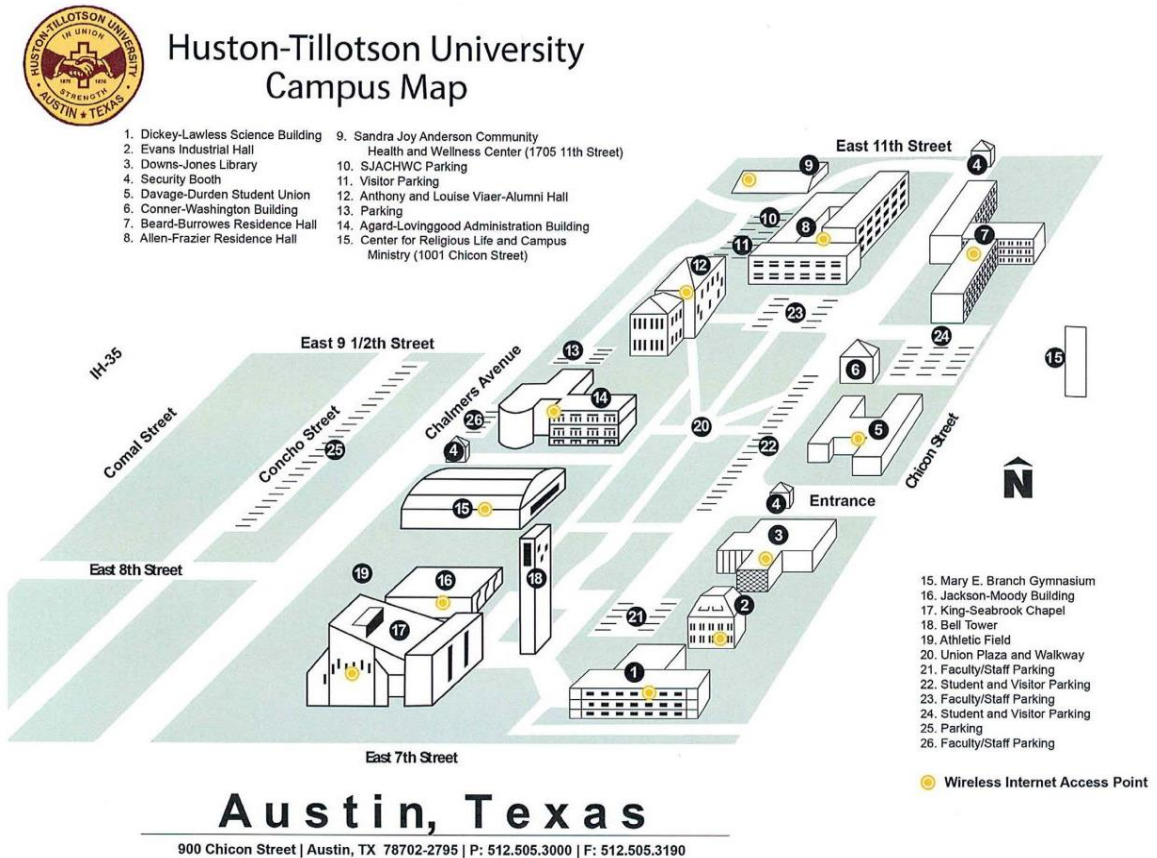 HUSTON-TILLOTSON UNIVERSITY
IN UNION
STRENGTH
1875 1876
AUSTIN ★ TEXAS
Huston-Tillotson University
Campus Map
1. Dickey-Lawless Science Building
2. Evans Industrial Hall
3. Downs-Jones Library
4. Security Booth
5. Davage-Durden Student Union
6. Conner-Washington Building
7. Beard-Burrowes Residence Hall
8. Allen-Frazier Residence Hall
9. Sandra Joy Anderson Community
Health and Wellness Center (1705 11th Street)
10. SJACHWC Parking
11. Visitor Parking
12. Anthony and Louise Viaer-Alumni Hall
13. Parking
14. Agard-Lovinggood Administration Building
15. Center for Religious Life and Campus
Ministry (1001 Chicon Street)
East 11th Street
4
9
10
8
7
11
12
23
24
15
East 9 1/2th Street
IH-35
Chalmers Avenue
13
6
Comal Street
Concho Street
25
26
14
20
22
5
Chicon Street
N
4
4
Entrance
15
3
East 8th Street
19
16
18
2
17
21
1
East 7th Street
15. Mary E. Branch Gymnasium
16. Jackson-Moody Building
17. King-Seabrook Chapel
18. Bell Tower
19. Athletic Field
20. Union Plaza and Walkway
21. Faculty/Staff Parking
22. Student and Visitor Parking
23. Faculty/Staff Parking
24. Student and Visitor Parking
25. Parking
26. Faculty/Staff Parking
Wireless Internet Access Point
Austin, Texas
900 Chicon Street | Austin, TX 78702-2795 | P: 512.505.3000 | F: 512.505.3190